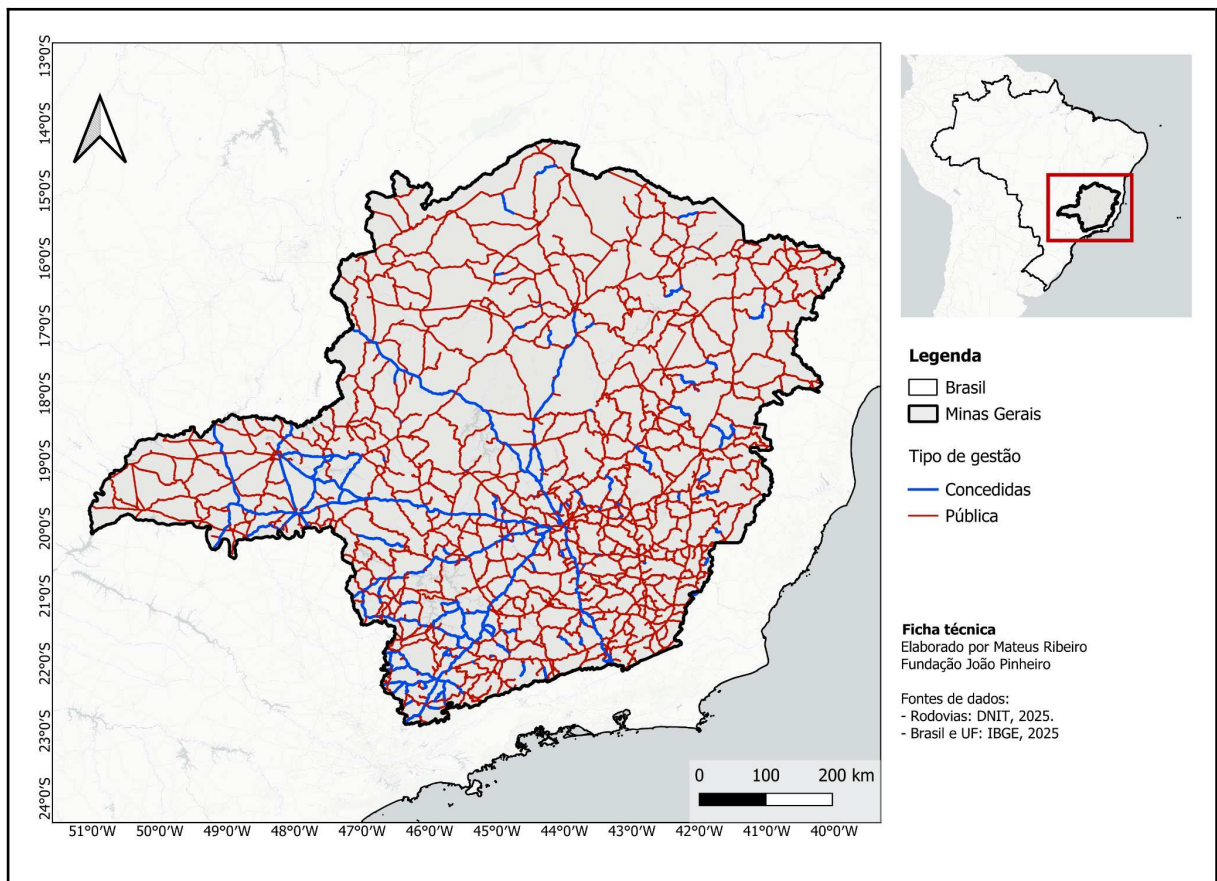 13°0'S
14°0'S
15°0'S
16°0'S
17°0'S
18°0'S
19°0'S
20°0'S
21°0'S
22°0'S
23°0'S
24°0'S
51°0'W 50°0'W 49°0'W 48°0'W 47°0'W 46°0'W 45°0'W 44°0'W 43°0'W 42°0'W 41°0'W 40°0'W
0 100 200 km
Legenda
Brasil
Minas Gerais
Tipo de gestão
Concedidas
Pública
Ficha técnica
Elaborado por Mateus Ribeiro
Fundação João Pinheiro
Fontes de dados:
- Rodovias: DNIT, 2025.
- Brasil e UF: IBGE, 2025